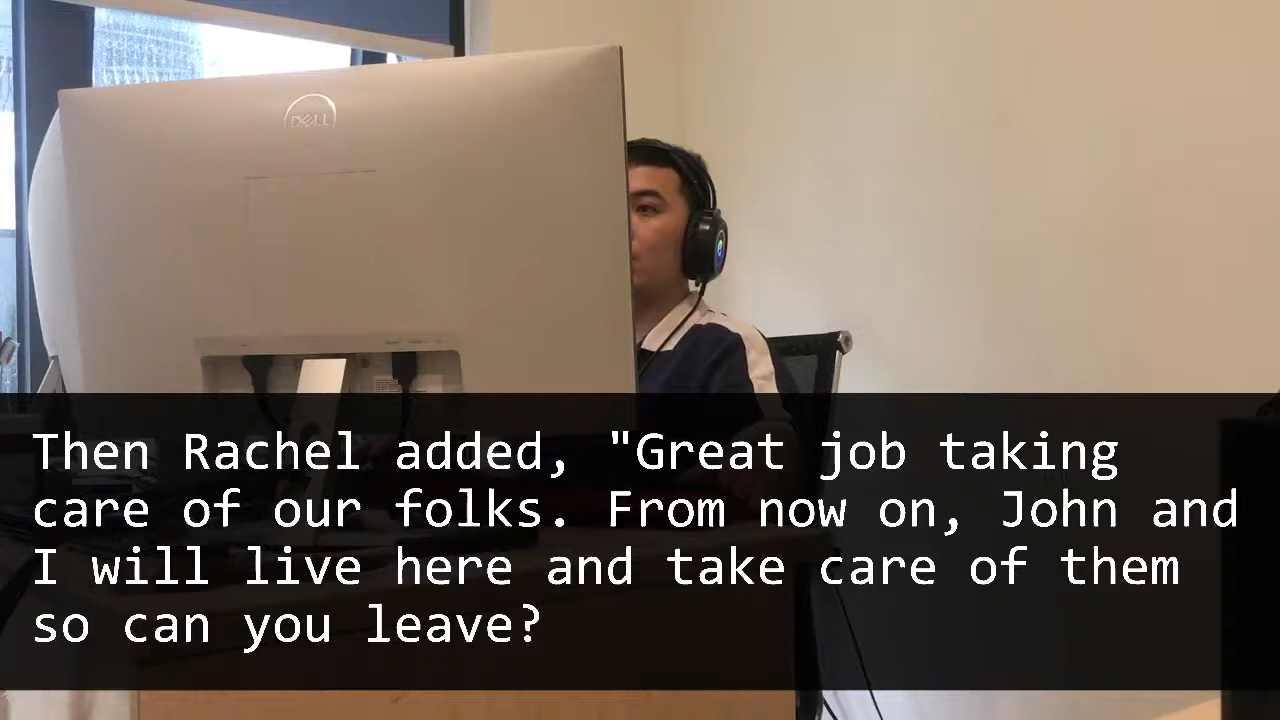 DELL
Then Rachel added, "Great job taking
care of our folks. From now on, John and
I will live here and take care of them
so can you leave?